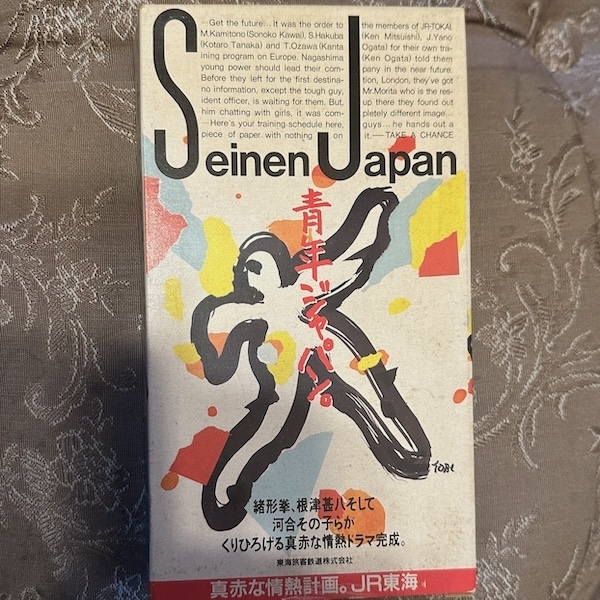 —Get the future... It was the order to
M.Kamitono(Sonoko Kawai), S.Hakuba
(Kotaro Tanaka) and T.Ozawa(Kanta
ining program on Europe. Nagashima
young power should lead their com-
Before they left for the first destina-
no information, except the tough guy,
ident officer, is waiting for them. But,
him chatting with girls, it was com-
—Here's your training schedule here,
piece of paper with nothing on
the members of JR-TOKAI,
(Ken Mitsuishi), J.Yano
Ogata) for their own tra-
(Ken Ogata) told them
pany in the near future.
tion, London, they've got
Mr.Morita who is the res-
up there they found out
pletely different image...
guys... he hands out a
it.— TAKE A CHANCE
Seinen Japan
青年ジャパン。
緒形拳、根津甚八そして
河合その子らが
くりひろげる真赤な情熱ドラマ完成。
東海旅客鉄道株式会社
真赤な情熱計画。JR東海